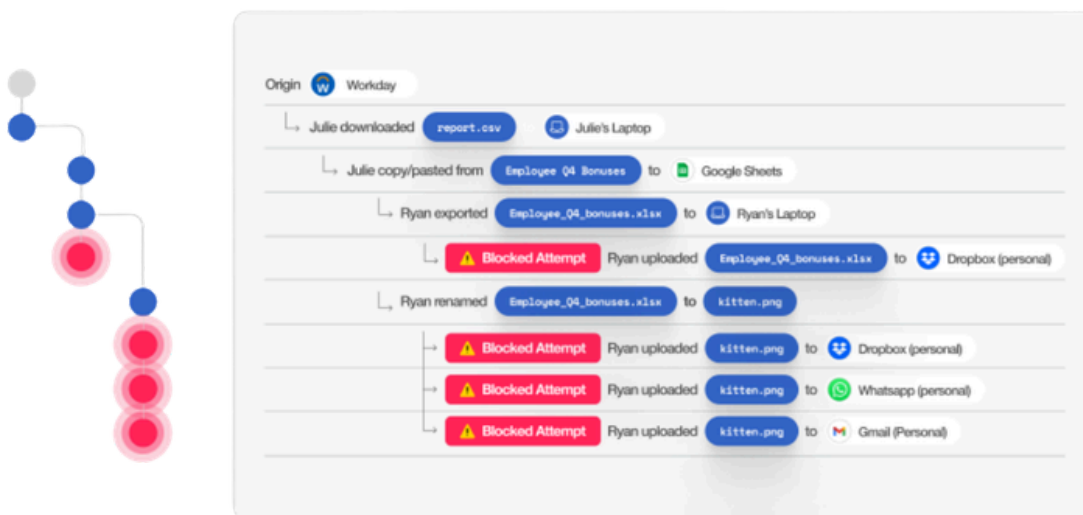 Origin Workday
Julie downloaded report.csv Julie's Laptop
Julie copy/pasted from Employee Q4 Bonuses to Google Sheets
Ryan exported Employee_Q4_bonuses.xlsx to Ryan's Laptop
Blocked Attempt Ryan uploaded Employee_Q4_bonuses.xlsx to Dropbox (personal)
Ryan renamed Employee_Q4_bonuses.xlsx to kitten.png
Blocked Attempt Ryan uploaded kitten.png to Dropbox (personal)
Blocked Attempt Ryan uploaded kitten.png to Whatsapp (personal)
Blocked Attempt Ryan uploaded kitten.png to Gmail (Personal)